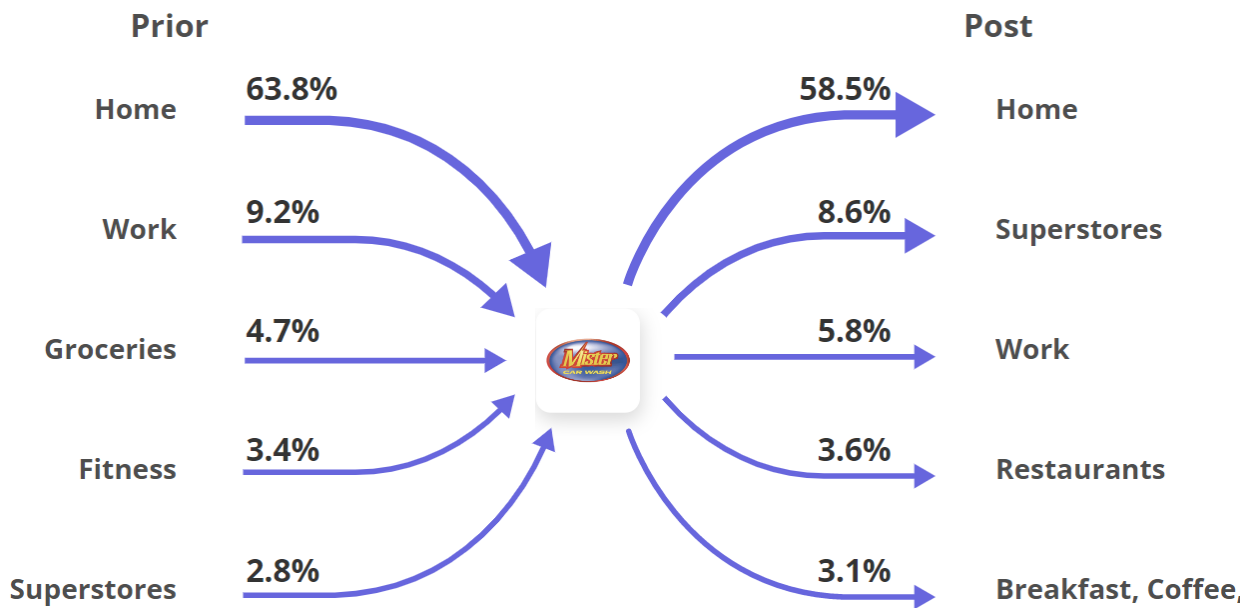 Prior
Post
Home
63.8%
58.5%
Home
Work
9.2%
8.6%
Superstores
Groceries
4.7%
5.8%
Work
Mister
CAR WASH
Fitness
3.4%
3.6%
Restaurants
Superstores
2.8%
3.1%
Breakfast, Coffee,